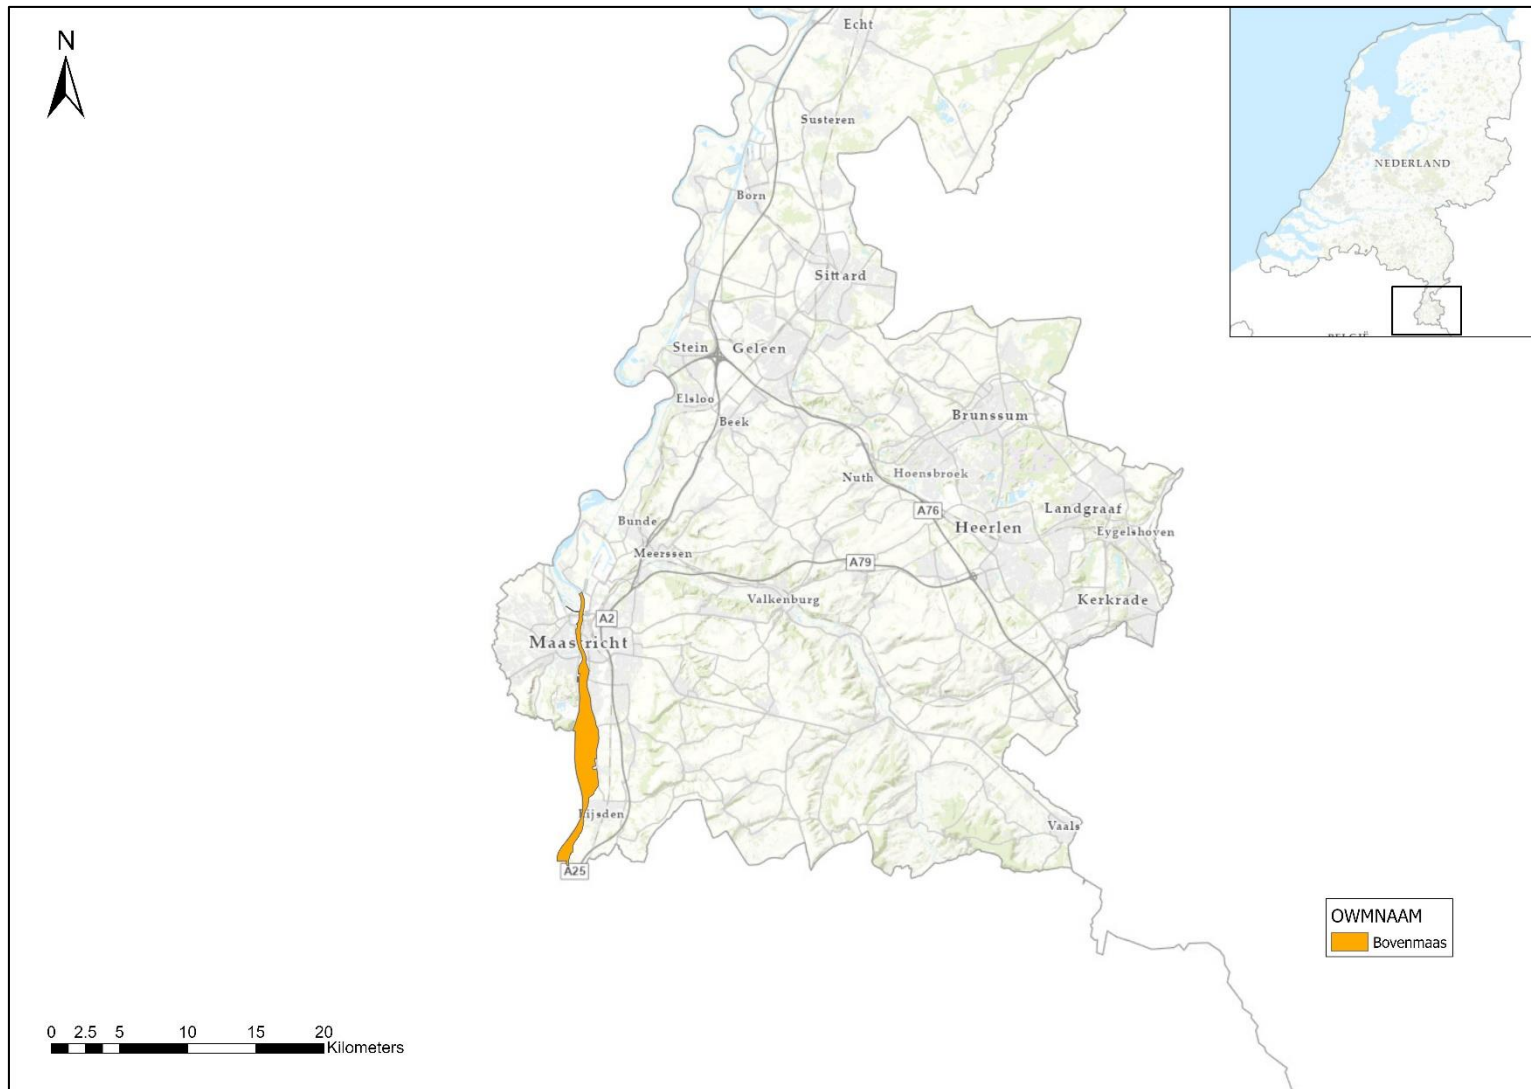 N
Echt
Susteren
Born
Sittard
Stein
Geleen
Elsloo
Beek
Brunssum
Hoensbroek
Nuth
Landgraaf
A76
Heerlen
Eygelshoven
Bunde
Meerssen
A79
Valkenburg
Kerkrade
A2
Maastricht
Eijsden
Vaals
A25
NEDERLAND
OWMNAAM
Bovenmaas
0 2.5 5 10 15 20
Kilometers